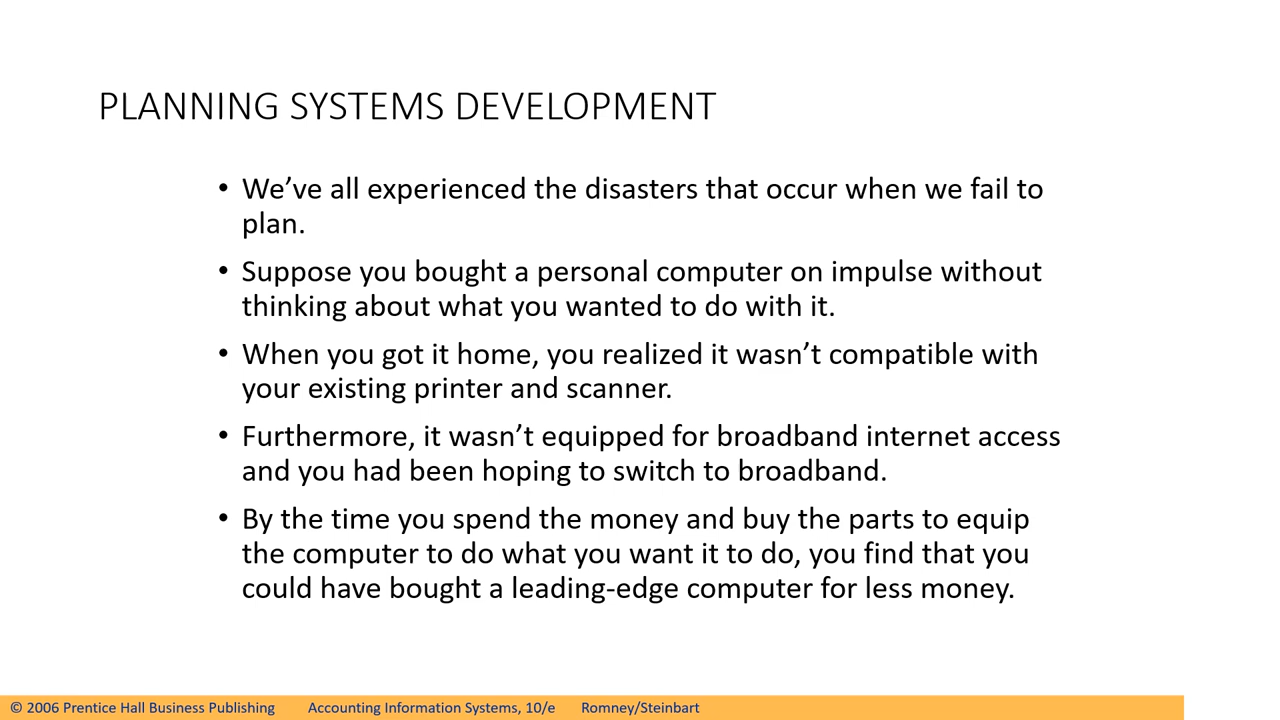 PLANNING SYSTEMS DEVELOPMENT
• We’ve all experienced the disasters that occur when we fail to
plan.
• Suppose you bought a personal computer on impulse without
thinking about what you wanted to do with it.
• When you got it home, you realized it wasn’t compatible with
your existing printer and scanner.
• Furthermore, it wasn’t equipped for broadband internet access
and you had been hoping to switch to broadband.
• By the time you spend the money and buy the parts to equip
the computer to do what you want it to do, you find that you
could have bought a leading-edge computer for less money.
© 2006 Prentice Hall Business Publishing Accounting Information Systems, 10/e Romney/Steinbart